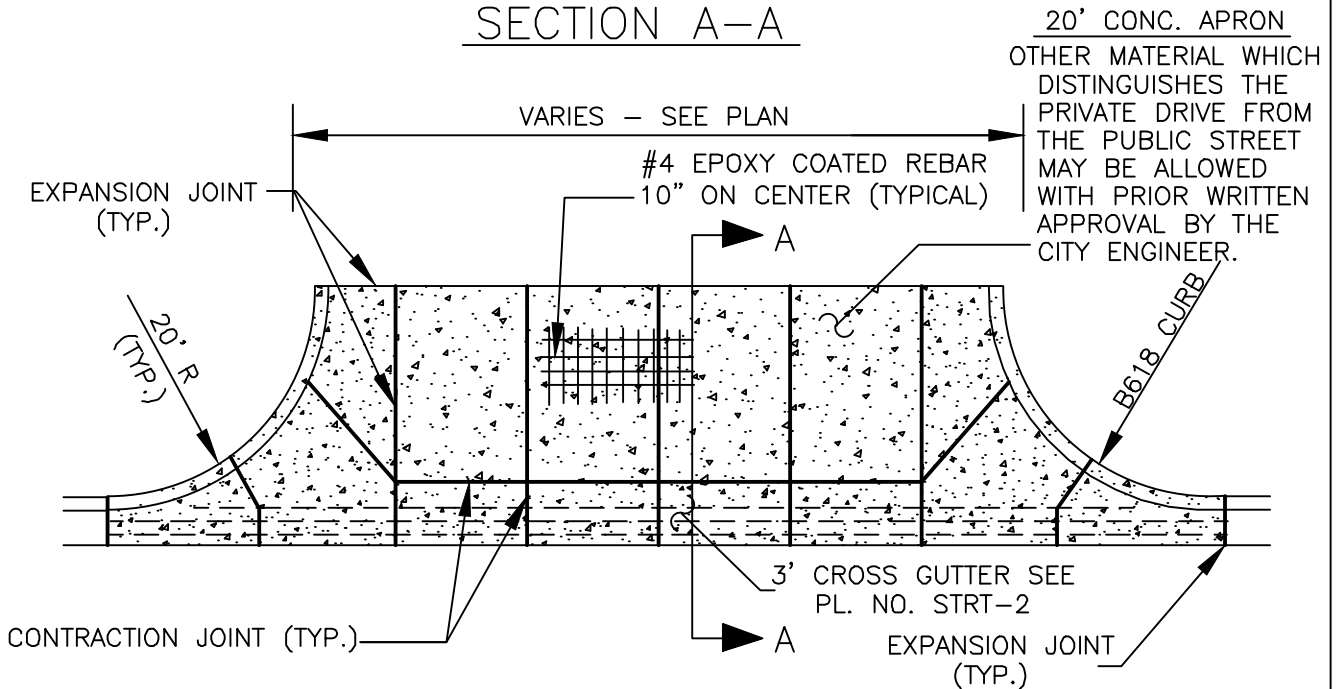 SECTION A-A
20' CONC. APRON
OTHER MATERIAL WHICH
DISTINGUISHES THE
PRIVATE DRIVE FROM
THE PUBLIC STREET
MAY BE ALLOWED
WITH PRIOR WRITTEN
APPROVAL BY THE
CITY ENGINEER.
VARIES – SEE PLAN
#4 EPOXY COATED REBAR
10" ON CENTER (TYPICAL)
EXPANSION JOINT
(TYP.)
A
20' R
(TYP.)
B618 CURB
3' CROSS GUTTER SEE
PL. NO. STRT-2
CONTRACTION JOINT (TYP.)
A
EXPANSION JOINT
(TYP.)